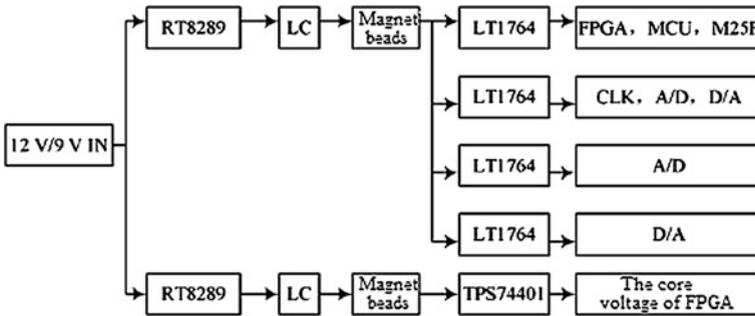 RT8289
LC
Magnet
beads
LT1764
FPGA, MCU, M25P
LT1764
CLK, A/D, D/A
12 V/9 V IN
LT1764
A/D
LT1764
D/A
RT8289
LC
Magnet
beads
TPS74401
The core
voltage of FPGA